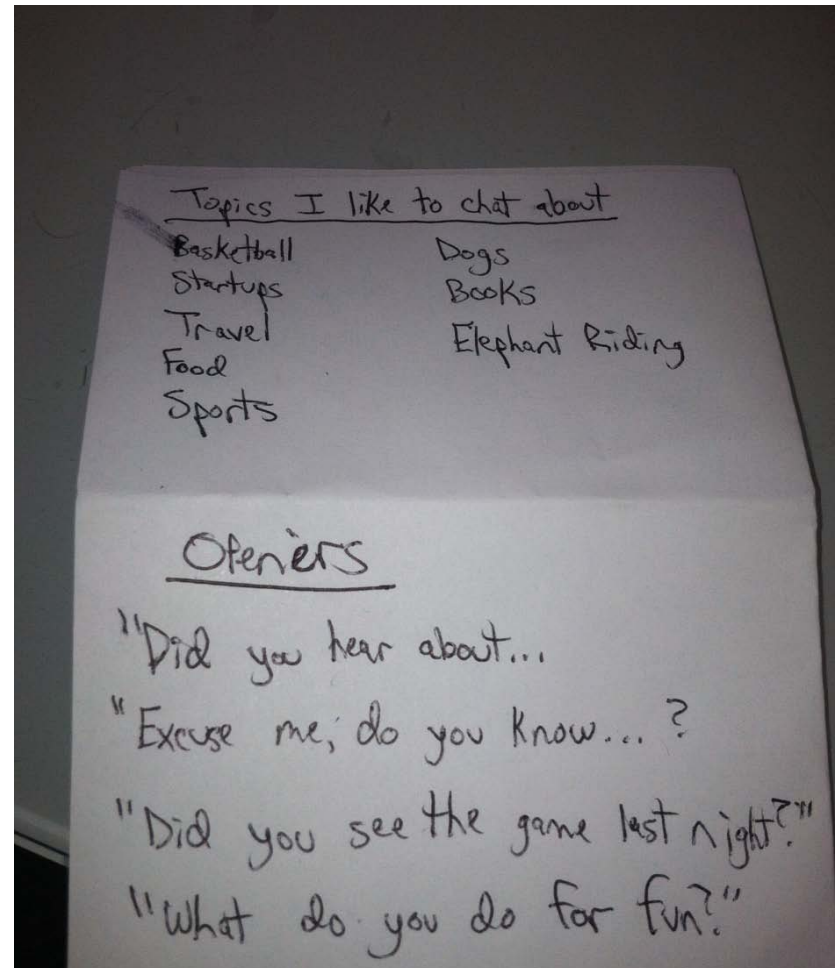 Topics I like to chat about
Basketball
Startups
Travel
Food
Sports
Dogs
Books
Elephant Riding
Openers
"Did you hear about...
"Excuse me, do you know...?
"Did you see the game last night?"
"What do you do for fun?"